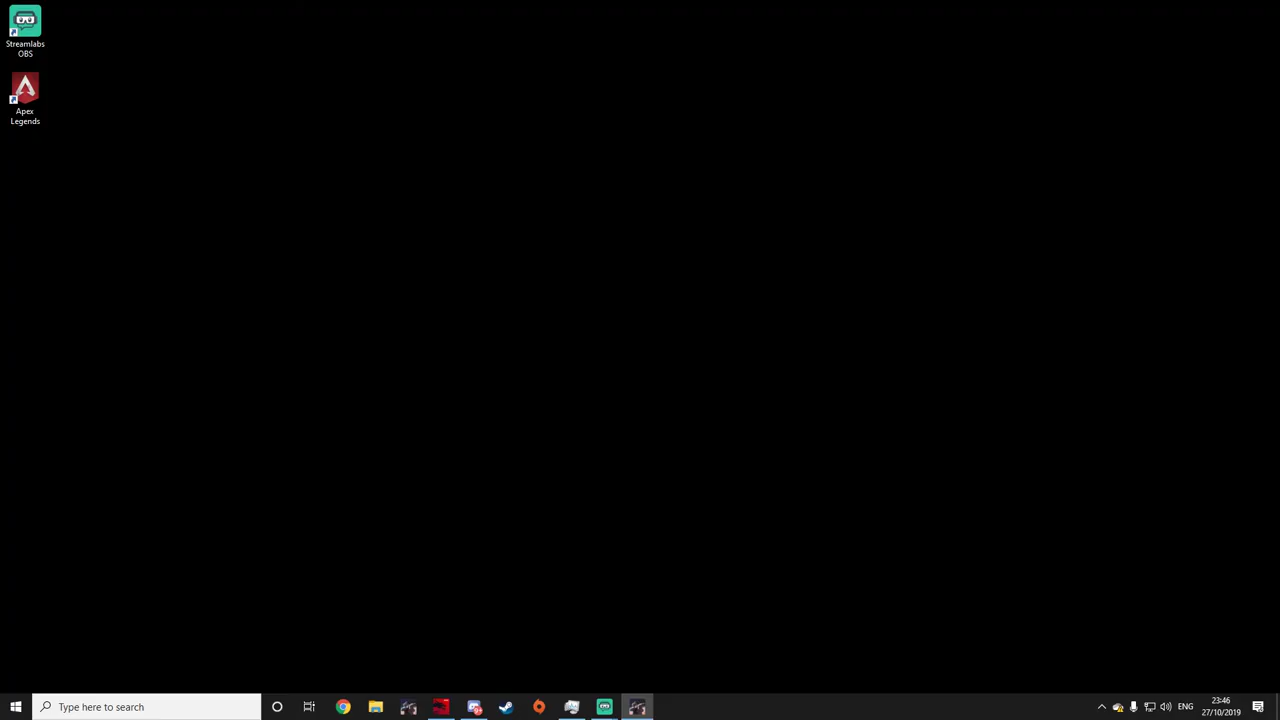 Streamlabs
OBS
Apex
Legends
Type here to search
ENG
23:46
27/10/2019